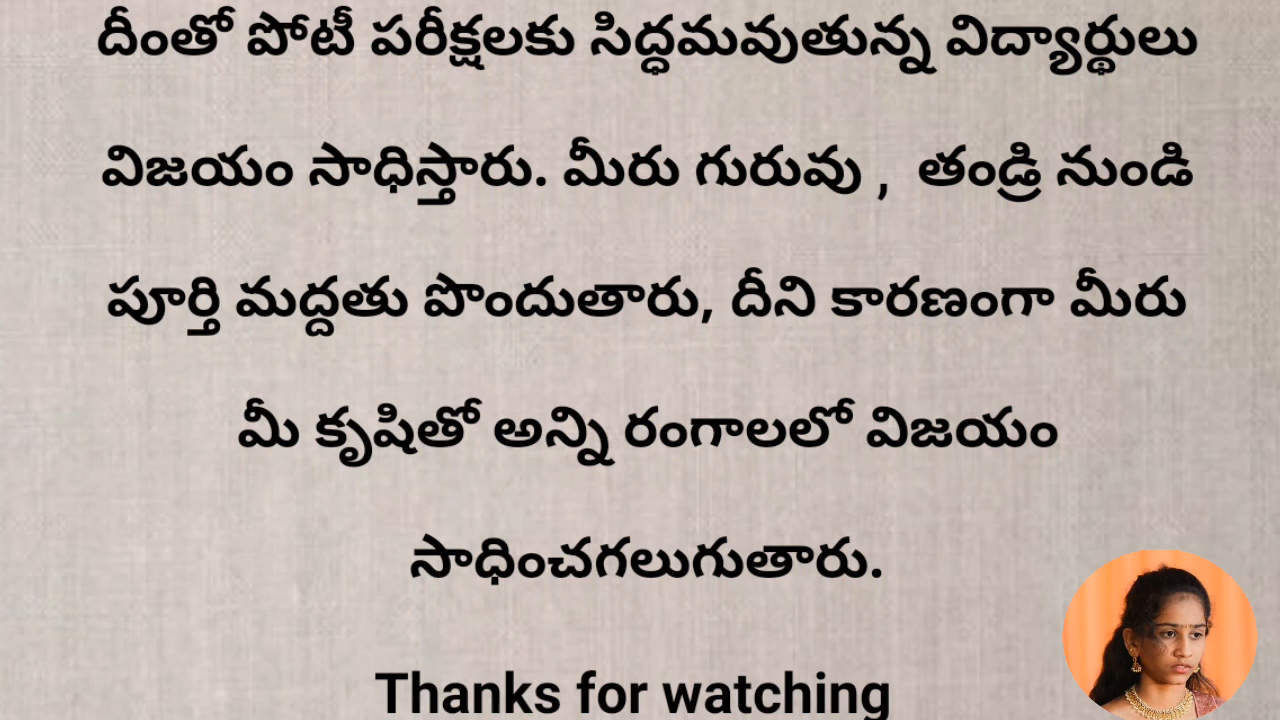 దీంతో పోటీ పరీక్షలకు సిద్ధమవుతున్న విద్యార్థులు
విజయం సాధిస్తారు. మీరు గురువు ,  తండ్రి నుండి
పూర్తి మద్దతు పొందుతారు, దీని కారణంగా మీరు
మీ కృషితో అన్ని రంగాలలో విజయం
సాధించగలుగుతారు.
Thanks for watching